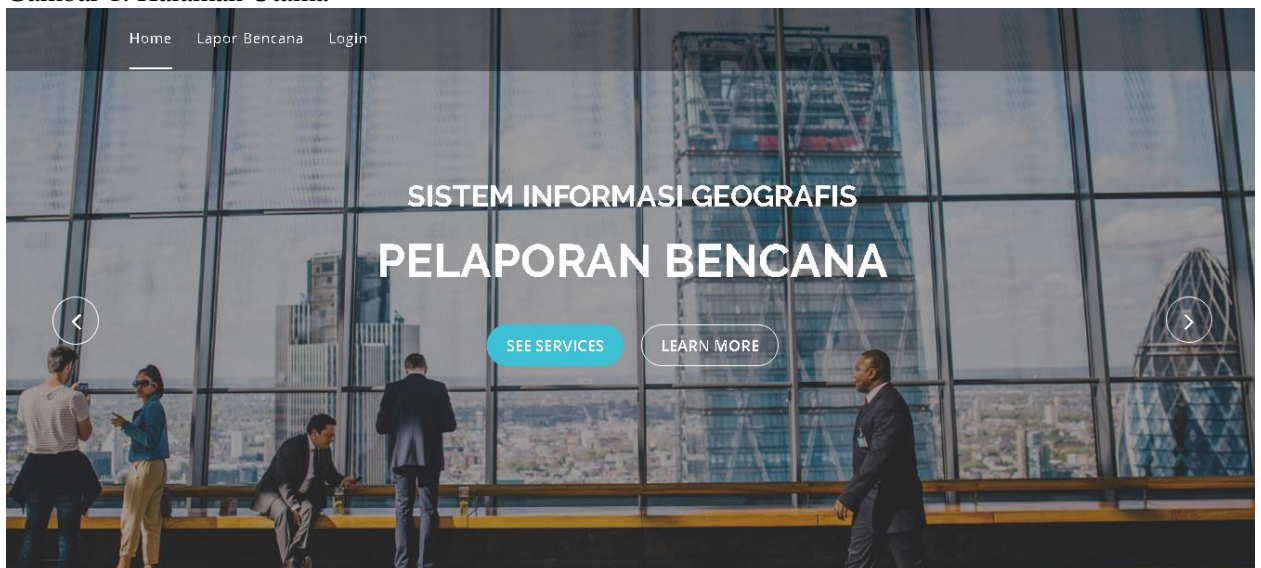 Home Lapor Bencana Login
SISTEM INFORMASI GEOGRAFIS
PELAPORAN BENCANA
SEE SERVICES LEARN MORE